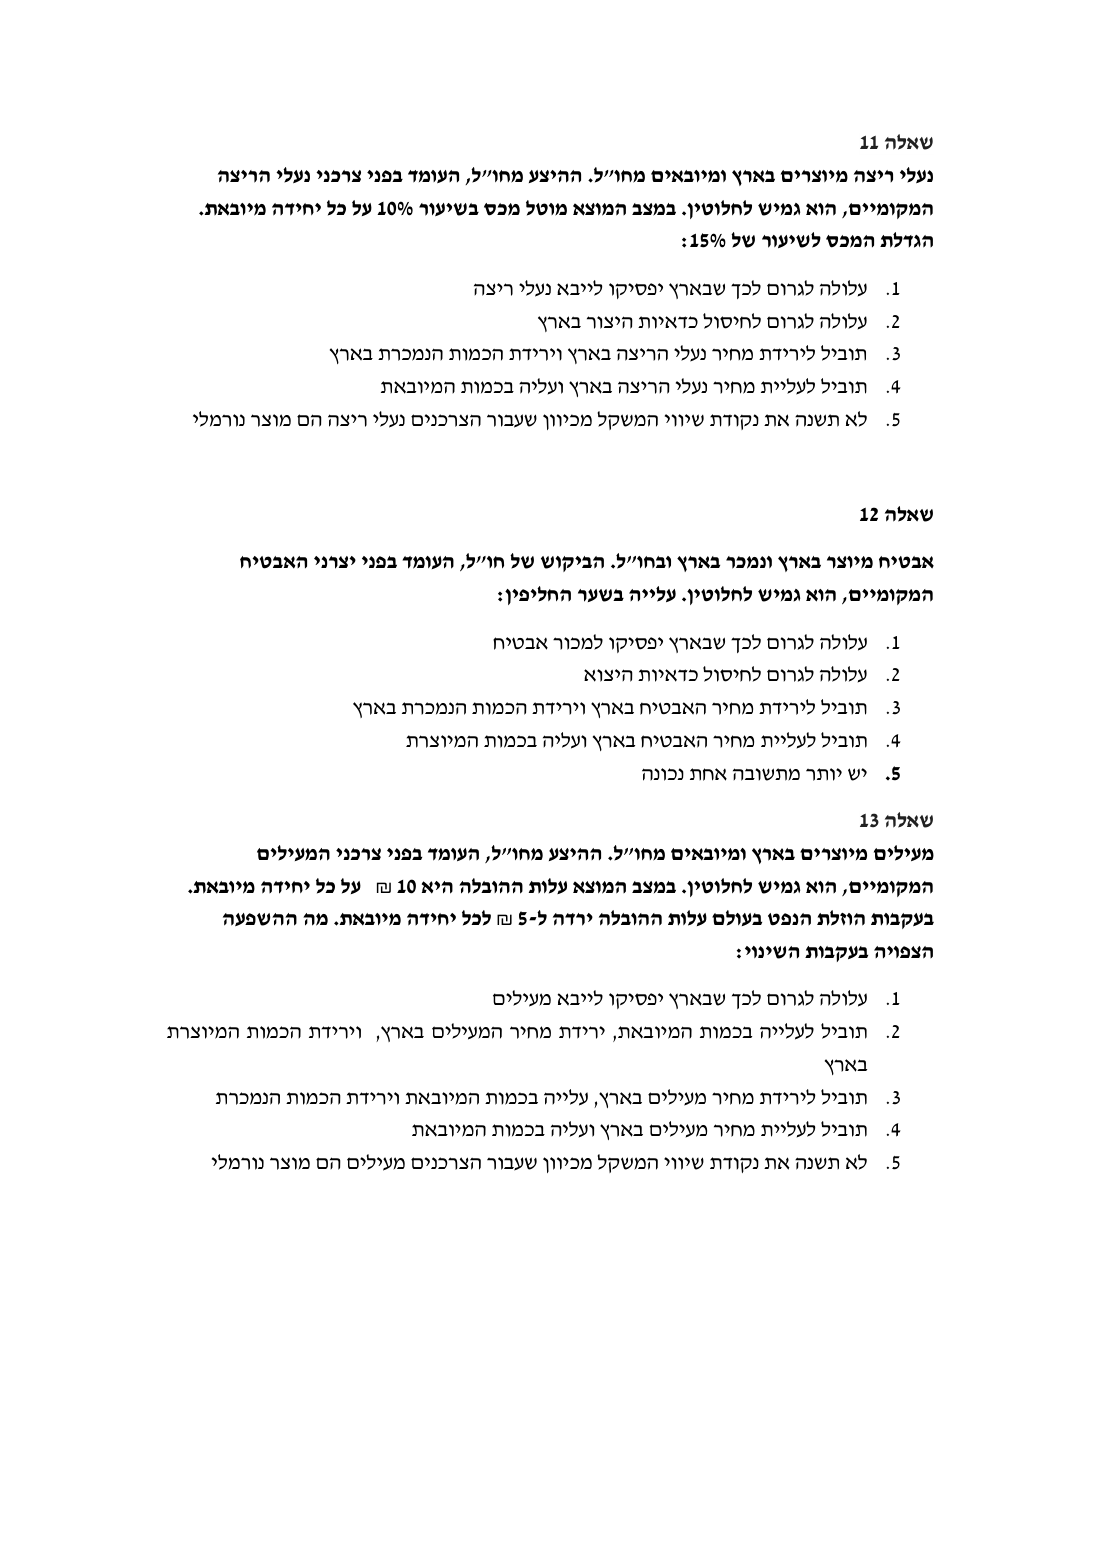 שאלה 11
נעלי ריצה מיוצרים בארץ ומיובאים מחו״ל. ההיצע מחו״ל, העומד בפני צרכני נעלי הריצה
המקומיים, הוא גמיש לחלוטין. במצב המוצא מוטל מכס בשיעור 10% על כל יחידה מיובאת.
הגדלת המכס לשיעור של 15%:
1. עלולה לגרום לכך שבארץ יפסיקו לייבא נעלי ריצה
2. עלולה לגרום לחיסול כדאיות היצור בארץ
3. תוביל לירידת מחיר נעלי הריצה בארץ וירידת הכמות הנמכרת בארץ
4. תוביל לעליית מחיר נעלי הריצה בארץ ועליה בכמות המיובאת
5. לא תשנה את נקודת שיווי המשקל מכיוון שעבור הצרכנים נעלי ריצה הם מוצר נורמלי
שאלה 12
אבטיח מיוצר בארץ ונמכר בארץ ובחו״ל. הביקוש של חו״ל, העומד בפני יצרני האבטיח
המקומיים, הוא גמיש לחלוטין. עלייה בשער החליפין:
1. עלולה לגרום לכך שבארץ יפסיקו למכור אבטיח
2. עלולה לגרום לחיסול כדאיות היצוא
3. תוביל לירידת מחיר האבטיח בארץ וירידת הכמות הנמכרת בארץ
4. תוביל לעליית מחיר האבטיח בארץ ועליה בכמות המיוצרת
5. יש יותר מתשובה אחת נכונה
שאלה 13
מעילים מיוצרים בארץ ומיובאים מחו״ל. ההיצע מחו״ל, העומד בפני צרכני המעילים
המקומיים, הוא גמיש לחלוטין. במצב המוצא עלות ההובלה היא 10 ₪ על כל יחידה מיובאת.
בעקבות הוזלת הנפט בעולם עלות ההובלה ירדה ל-5 ₪ לכל יחידה מיובאת. מה ההשפעה
הצפויה בעקבות השינוי:
1. עלולה לגרום לכך שבארץ יפסיקו לייבא מעילים
2. תוביל לעלייה בכמות המיובאת, ירידת מחיר המעילים בארץ, וירידת הכמות המיוצרת
בארץ
3. תוביל לירידת מחיר מעילים בארץ, עלייה בכמות המיובאת וירידת הכמות הנמכרת
4. תוביל לעליית מחיר מעילים בארץ ועליה בכמות המיובאת
5. לא תשנה את נקודת שיווי המשקל מכיוון שעבור הצרכנים מעילים הם מוצר נורמלי